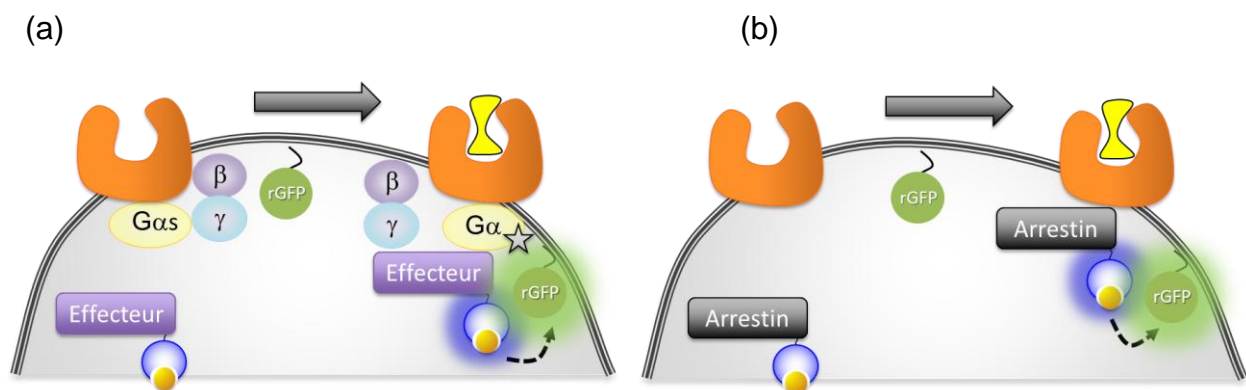 (a)
β
γ
Gαs
rGFP
Effecteur
β
γ
Gα
Effecteur
rGFP
(b)
rGFP
Arrestin
Arrestin
rGFP